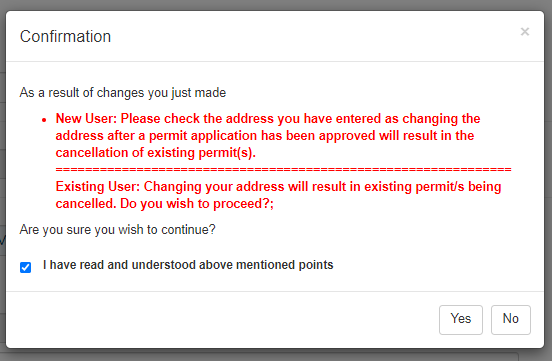 Confirmation ×
As a result of changes you just made
• New User: Please check the address you have entered as changing the
address after a permit application has been approved will result in the
cancellation of existing permit(s).
==============================================================
Existing User: Changing your address will result in existing permit/s being
cancelled. Do you wish to proceed?;
Are you sure you wish to continue?
I have read and understood above mentioned points
Yes No